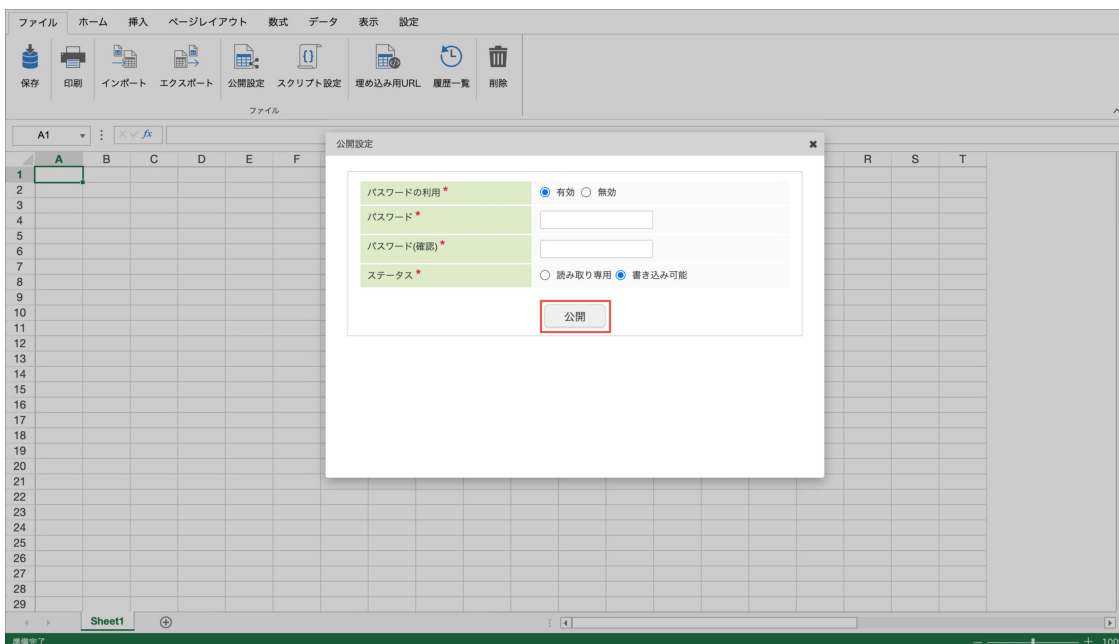 ファイル ホーム 挿入 ページレイアウト 数式 データ 表示 設定
保存 印刷 インポート エクスポート 公開設定 スクリプト設定 埋め込み用URL 履歴一覧 削除
ファイル
A1 fx
公開設定
A B C D E F R S T
パスワードの利用* 有効 無効
パスワード*
パスワード(確認)*
ステータス* 読み取り専用 書き込み可能
公開
1
2
3
4
5
6
7
8
9
10
11
12
13
14
15
16
17
18
19
20
21
22
23
24
25
26
27
28
29
Sheet1
準備完了 100